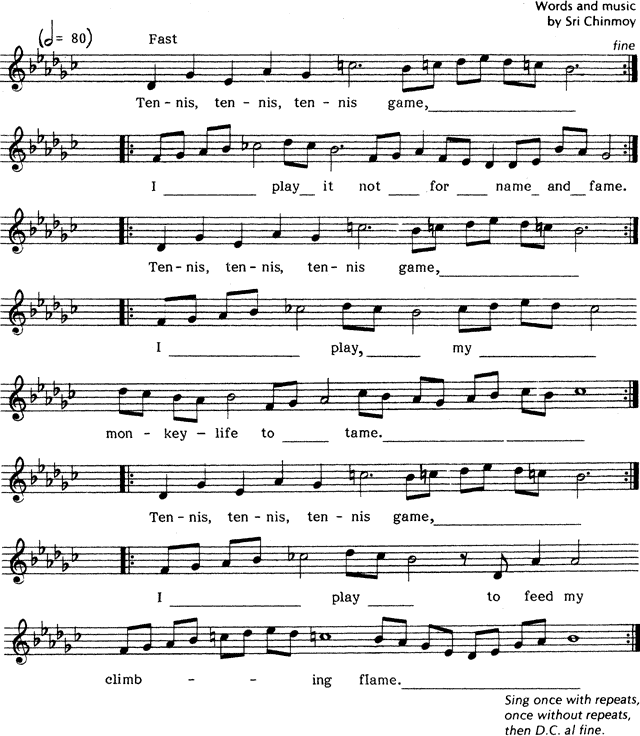 Words and music
by Sri Chinmoy
( = 80) Fast
fine
Ten-nis, ten-nis, ten-nis game,
I play it not for name and fame.
Ten-nis, ten-nis, ten-nis game,
I play, my
mon-key-life to tame.
Ten-nis, ten-nis, ten-nis game,
I play to feed my
climb - - ing flame.
Sing once with repeats,
once without repeats,
then D.C. al fine.